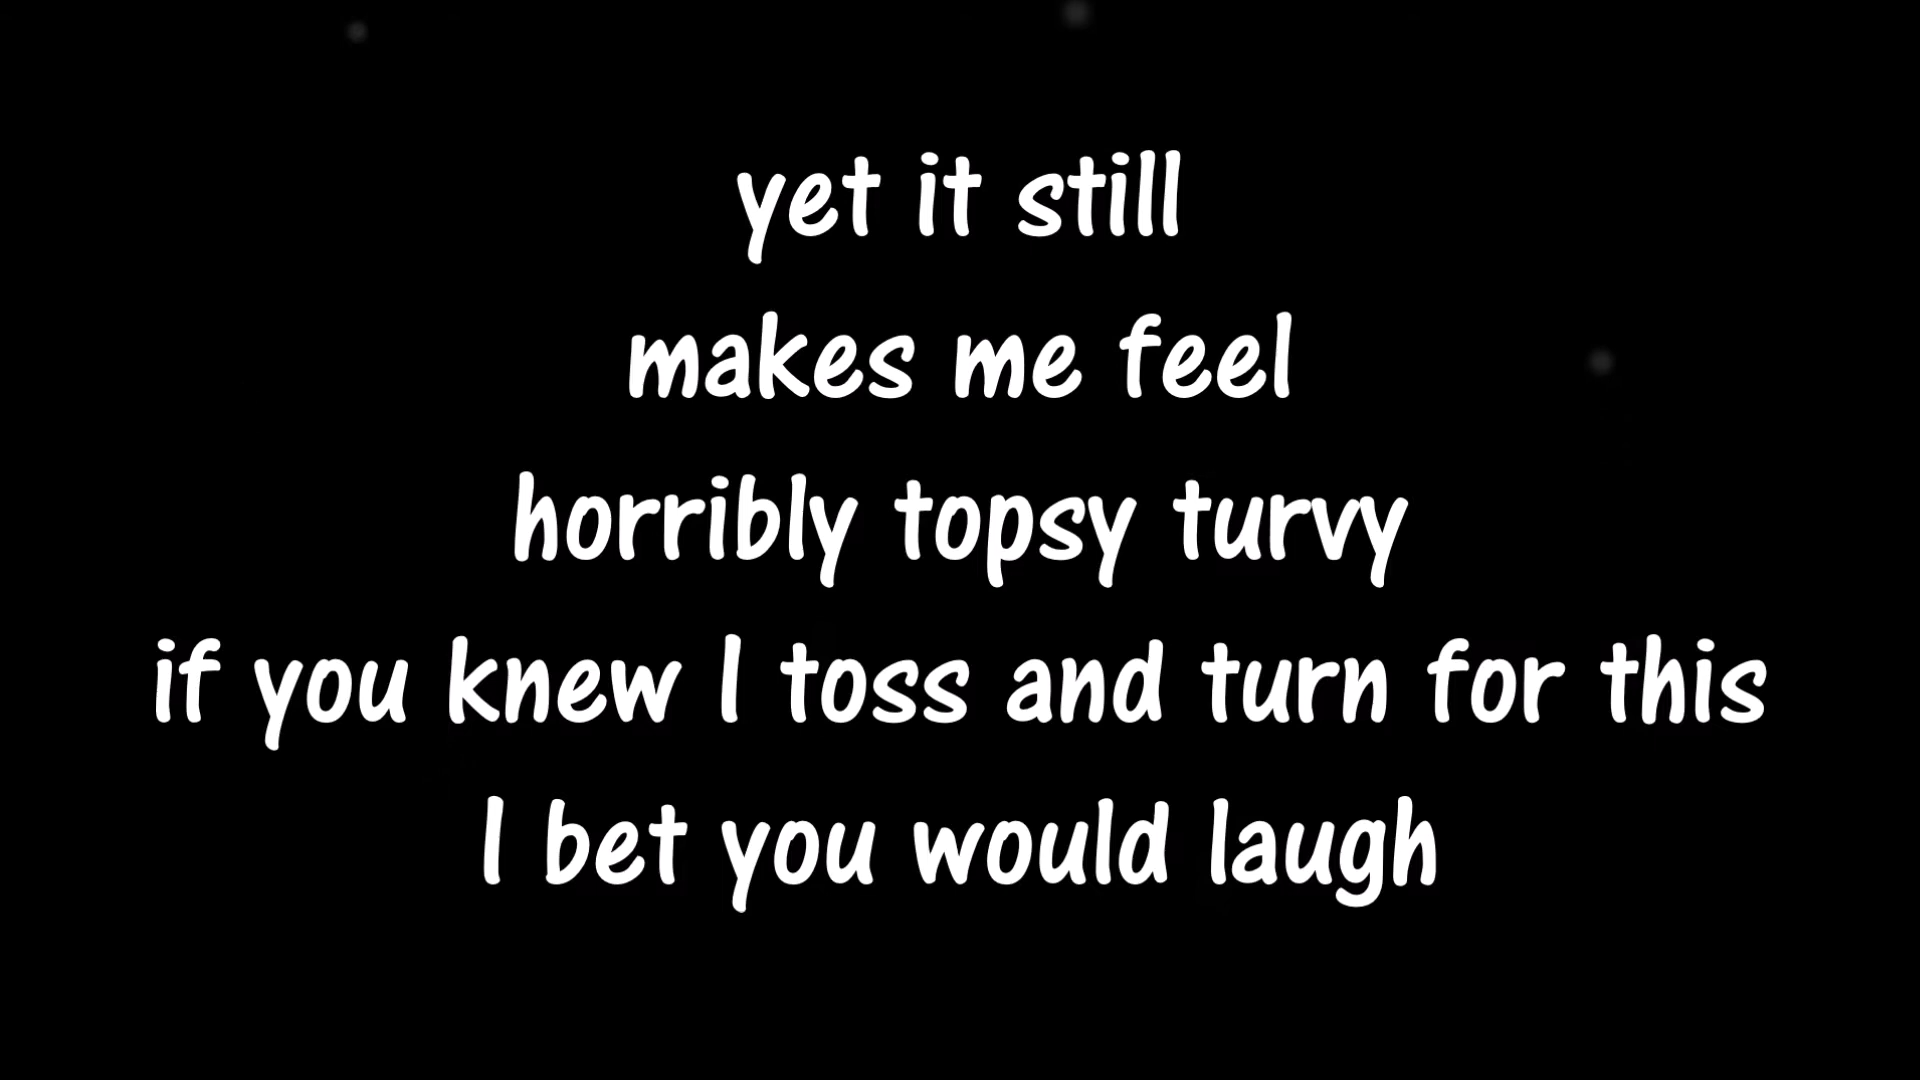 yet it still
makes me feel
horribly topsy turvy
if you knew I toss and turn for this
I bet you would laugh